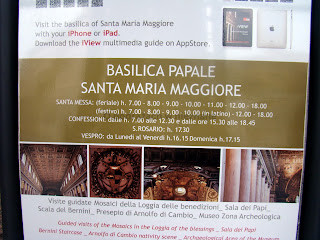 Visit the basilica of Santa Maria Maggiore
with your iPhone or iPad.
Download the iView multimedia guide on AppStore.
BASILICA PAPALE
SANTA MARIA MAGGIORE
SANTA MESSA: (feriale) h. 7.00 - 8.00 - 9.00 - 10.00 - 11.00 - 12.00 - 18.00
(festivo) h. 7.00 - 8.00 - 9.00 - 10.00 (in latino) - 12.00 - 18.00
CONFESSIONI: dalle h. 7.00 alle 12.30 e dalle ore 15.30 alle 18.45
S.ROSARIO: h. 17.30
VESPRO: da Lunedì al Venerdì h.16.15 Domenica h.17.15
Visite guidate Mosaici della Loggia delle benedizioni_ Sala dei Papi_
Scala del Bernini_ Presepio di Arnolfo di Cambio_ Museo Zona Archeologica
Guided visits of the Mosaics in the Loggia of the blessings _ Sala dei Papi
Bernini Staircase _ Arnolfo di Cambio nativity scene _ Archaeological Area of the Museum